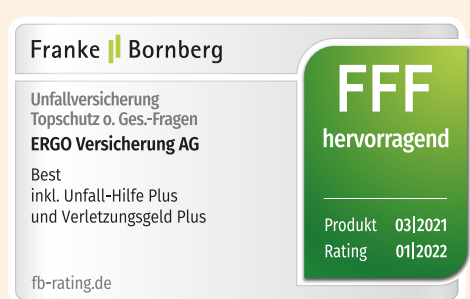 Franke Bornberg
Unfallversicherung
Topschutz o. Ges.-Fragen
ERGO Versicherung AG
Best
inkl. Unfall-Hilfe Plus
und Verletzungsgeld Plus
fb-rating.de
FFF
hervorragend
Produkt 03|2021
Rating 01|2022